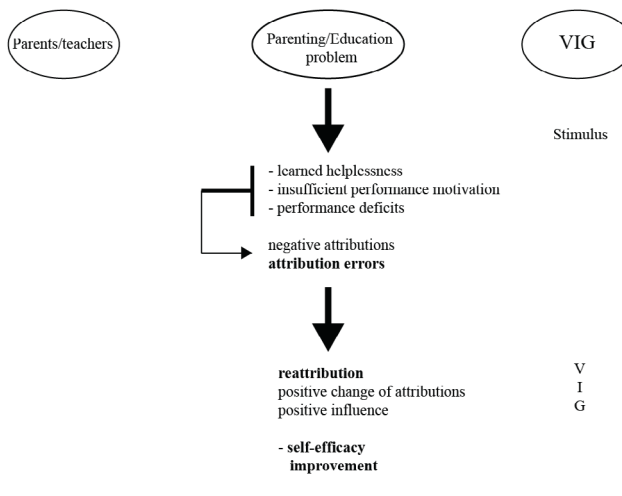 Parents/teachers
Parenting/Education
problem
VIG
Stimulus
- learned helplessness
- insufficient performance motivation
- performance deficits
negative attributions
attribution errors
reattribution
positive change of attributions
positive influence
V
I
G
- self-efficacy
improvement